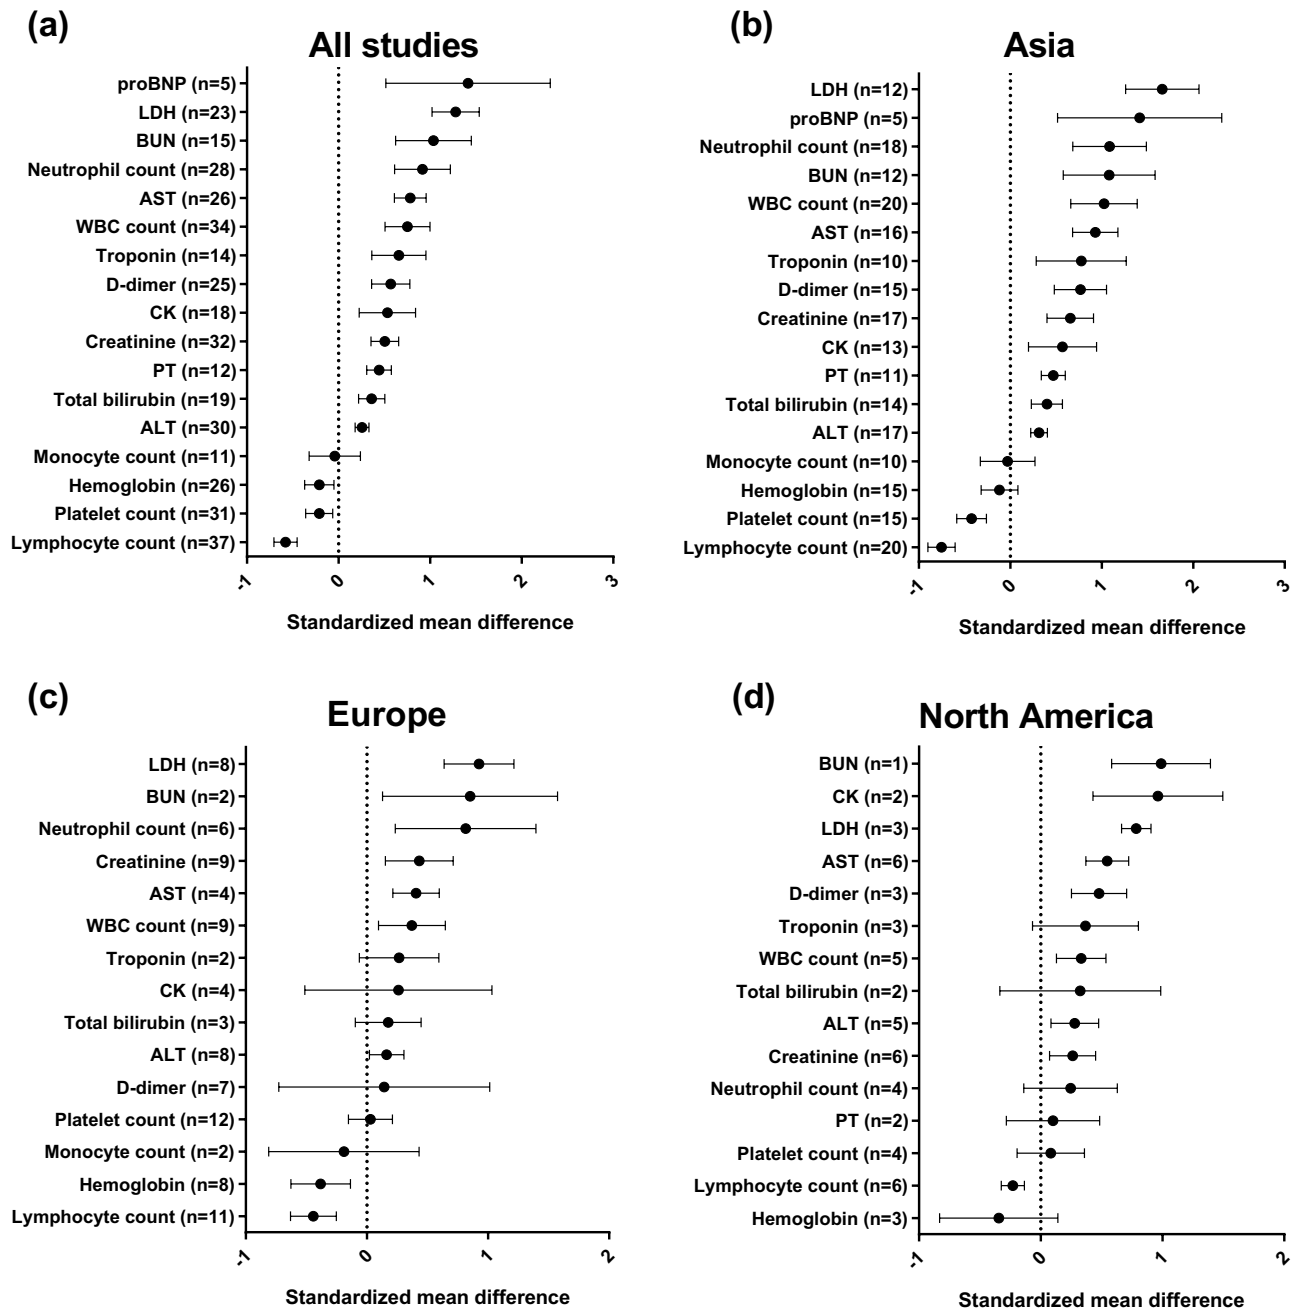 (a)
All studies
proBNP (n=5)
LDH (n=23)
BUN (n=15)
Neutrophil count (n=28)
AST (n=26)
WBC count (n=34)
Troponin (n=14)
D-dimer (n=25)
CK (n=18)
Creatinine (n=32)
PT (n=12)
Total bilirubin (n=19)
ALT (n=30)
Monocyte count (n=11)
Hemoglobin (n=26)
Platelet count (n=31)
Lymphocyte count (n=37)
-1 0 1 2 3
Standardized mean difference
(b)
Asia
LDH (n=12)
proBNP (n=5)
Neutrophil count (n=18)
BUN (n=12)
WBC count (n=20)
AST (n=16)
Troponin (n=10)
D-dimer (n=15)
Creatinine (n=17)
CK (n=13)
PT (n=11)
Total bilirubin (n=14)
ALT (n=17)
Monocyte count (n=10)
Hemoglobin (n=15)
Platelet count (n=15)
Lymphocyte count (n=20)
-1 0 1 2 3
Standardized mean difference
(c)
Europe
LDH (n=8)
BUN (n=2)
Neutrophil count (n=6)
Creatinine (n=9)
AST (n=4)
WBC count (n=9)
Troponin (n=2)
CK (n=4)
Total bilirubin (n=3)
ALT (n=8)
D-dimer (n=7)
Platelet count (n=12)
Monocyte count (n=2)
Hemoglobin (n=8)
Lymphocyte count (n=11)
-1 0 1 2
Standardized mean difference
(d)
North America
BUN (n=1)
CK (n=2)
LDH (n=3)
AST (n=6)
D-dimer (n=3)
Troponin (n=3)
WBC count (n=5)
Total bilirubin (n=2)
ALT (n=5)
Creatinine (n=6)
Neutrophil count (n=4)
PT (n=2)
Platelet count (n=4)
Lymphocyte count (n=6)
Hemoglobin (n=3)
-1 0 1 2
Standardized mean difference